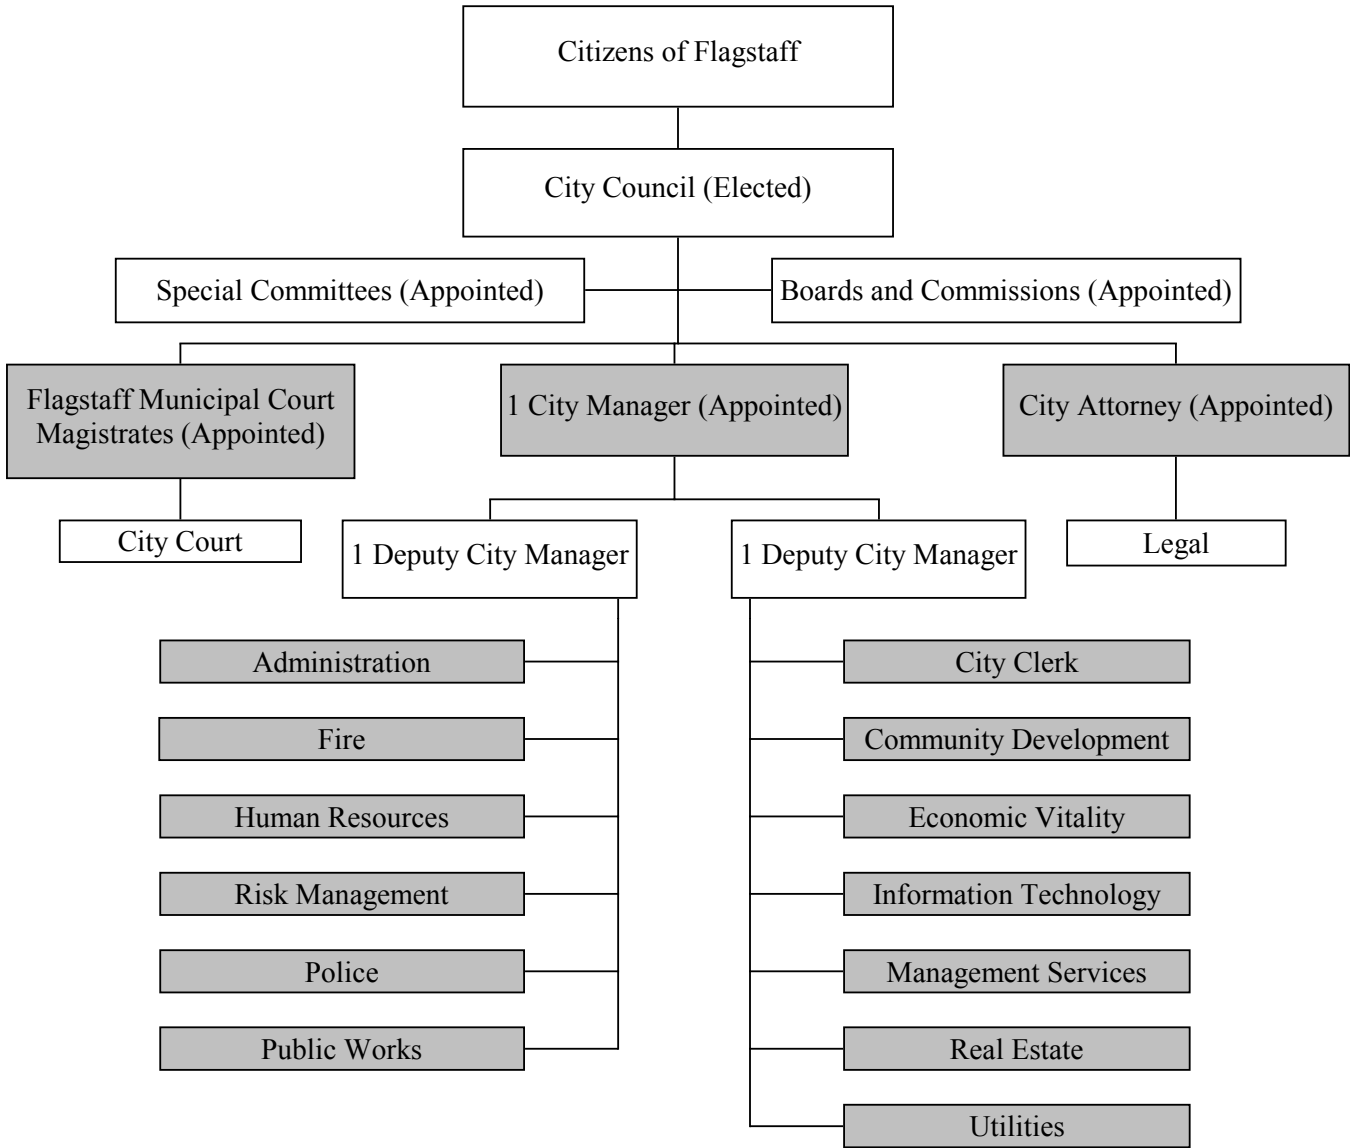 Citizens of Flagstaff
City Council (Elected)
Special Committees (Appointed)
Boards and Commissions (Appointed)
Flagstaff Municipal Court
Magistrates (Appointed)
1 City Manager (Appointed)
City Attorney (Appointed)
City Court
1 Deputy City Manager
1 Deputy City Manager
Legal
Administration
City Clerk
Fire
Community Development
Human Resources
Economic Vitality
Risk Management
Information Technology
Police
Management Services
Public Works
Real Estate
Utilities